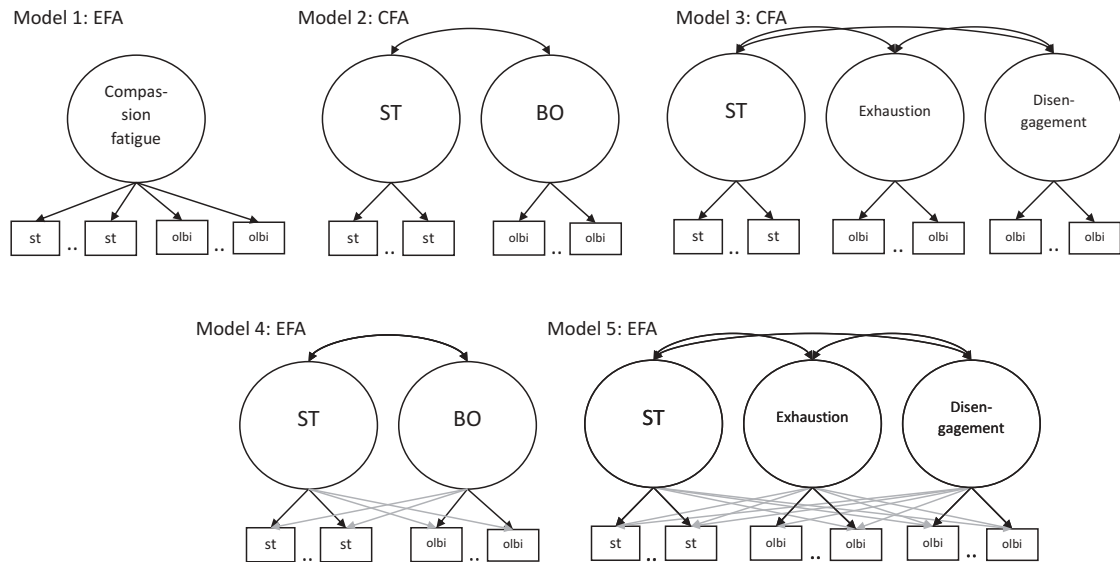 Model 1: EFA
Model 2: CFA
Model 3: CFA
Compas-
sion
fatigue
ST
BO
ST
Exhaustion
Disen-
gagement
st .. st olbi .. olbi
st .. st
olbi .. olbi
st .. st
olbi .. olbi
olbi .. olbi
Model 4: EFA
Model 5: EFA
ST
BO
ST
Exhaustion
Disen-
gagement
st .. st
olbi .. olbi
st .. st
olbi .. olbi
olbi .. olbi